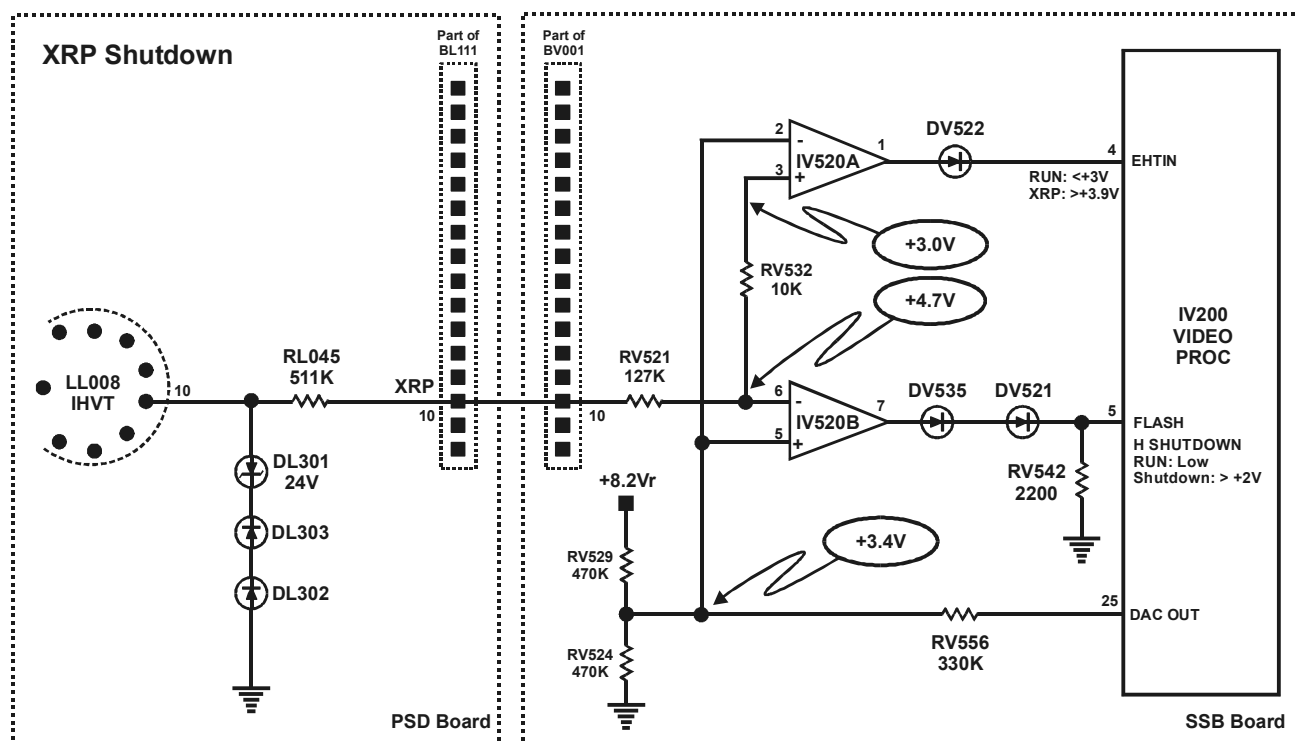 XRP Shutdown
Part of
BL111
Part of
BV001
LL008
IHVT
10
RL045
511K
XRP
10
DL301
24V
DL303
DL302
PSD Board
10
RV521
127K
2
-
3
+
IV520A
1
DV522
4
EHTIN
RUN: <+3V
XRP: >+3.9V
+3.0V
RV532
10K
+4.7V
IV200
VIDEO
PROC
6
-
5
+
IV520B
7
DV535
DV521
5
FLASH
H SHUTDOWN
RUN: Low
Shutdown: > +2V
RV542
2200
+8.2Vr
RV529
470K
+3.4V
RV524
470K
RV556
330K
25
DAC OUT
SSB Board